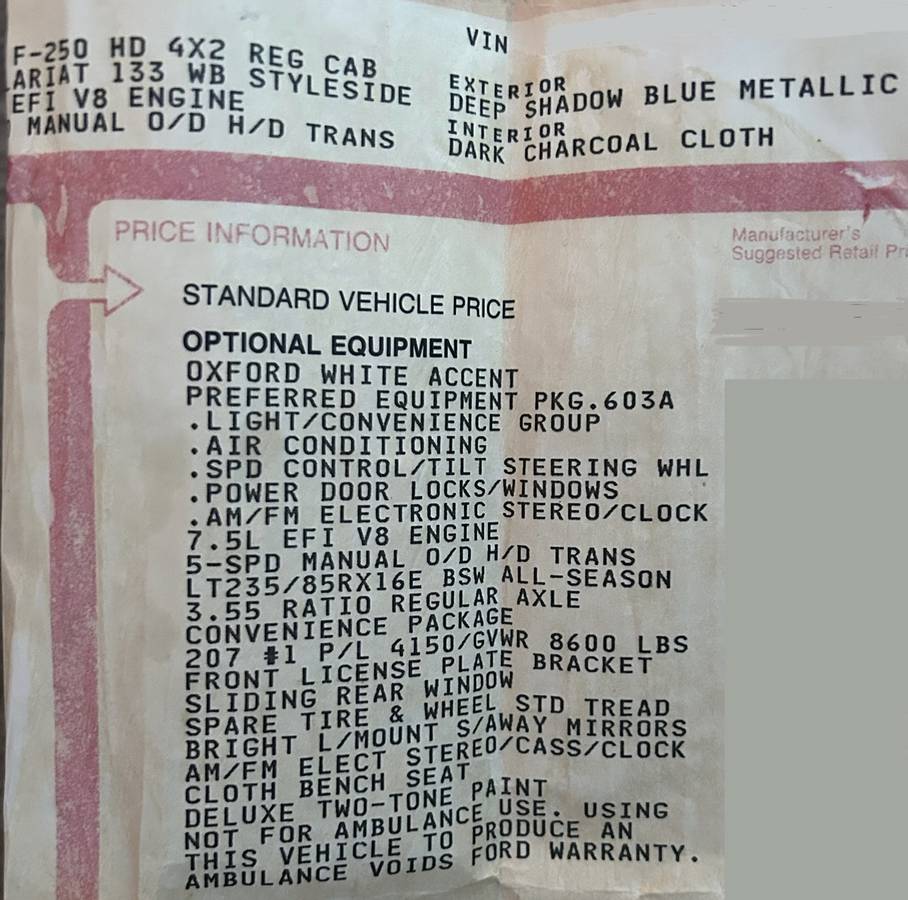 F-250 HD 4X2 REG CAB
ARIAT 133 WB STYLESIDE
EFI V8 ENGINE
MANUAL O/D H/D TRANS
VIN
EXTERIOR
DEEP SHADOW BLUE METALLIC
INTERIOR
DARK CHARCOAL CLOTH
PRICE INFORMATION
Manufacturer's
Suggested Retail Pri
STANDARD VEHICLE PRICE
OPTIONAL EQUIPMENT
OXFORD WHITE ACCENT
PREFERRED EQUIPMENT PKG.603A
.LIGHT/CONVENIENCE GROUP
.AIR CONDITIONING
.SPD CONTROL/TILT STEERING WHL
.POWER DOOR LOCKS/WINDOWS
.AM/FM ELECTRONIC STEREO/CLOCK
7.5L EFI V8 ENGINE
5-SPD MANUAL O/D H/D TRANS
LT235/85RX16E BSW ALL-SEASON
3.55 RATIO REGULAR AXLE
CONVENIENCE PACKAGE
207 #1 P/L 4150/GVWR 8600 LBS
FRONT LICENSE PLATE BRACKET
SLIDING REAR WINDOW
SPARE TIRE & WHEEL STD TREAD
BRIGHT L/MOUNT S/AWAY MIRRORS
AM/FM ELECT STEREO/CASS/CLOCK
CLOTH BENCH SEAT
DELUXE TWO-TONE PAINT
NOT FOR AMBULANCE USE. USING
THIS VEHICLE TO PRODUCE AN
AMBULANCE VOIDS FORD WARRANTY.